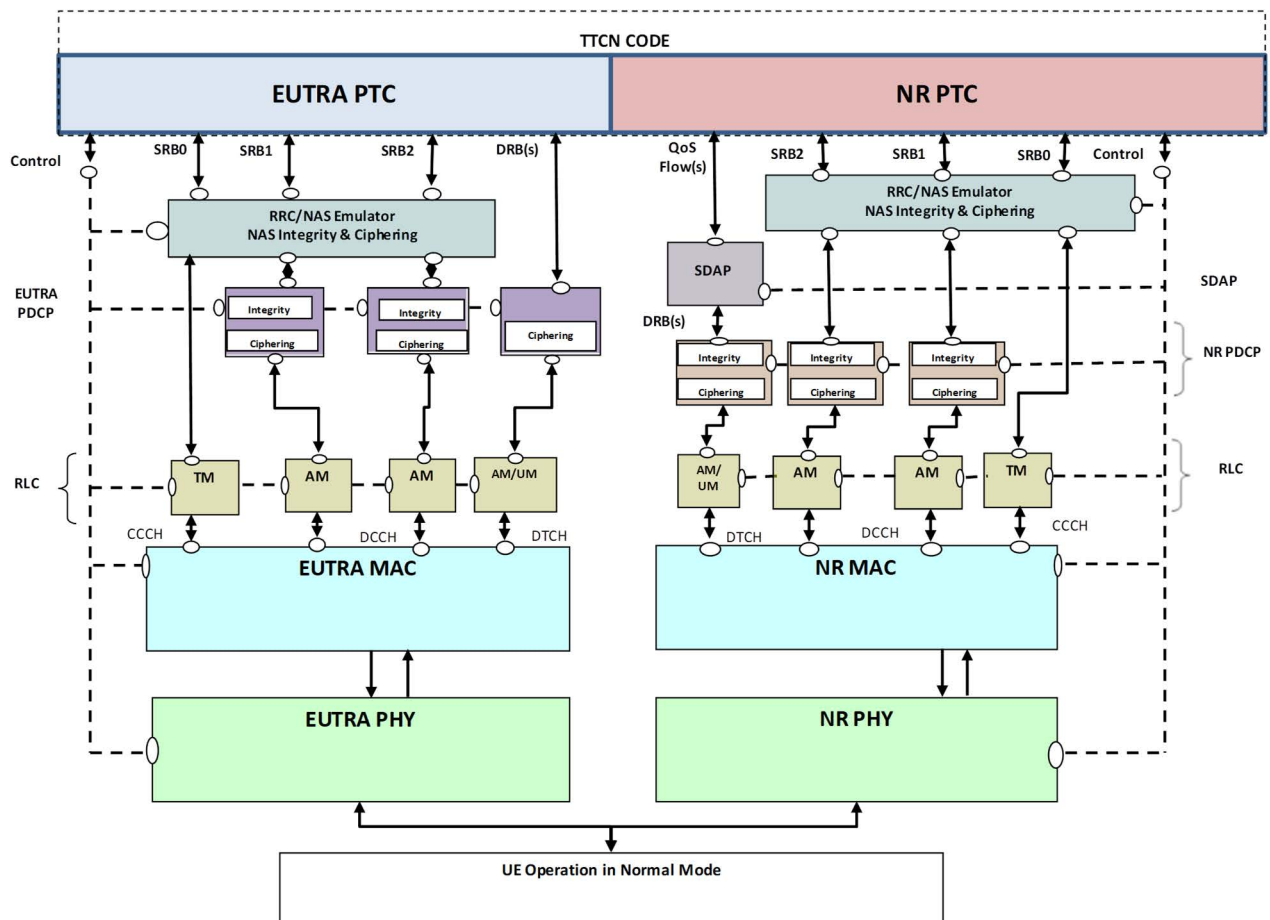 TTCN CODE
EUTRA PTC
NR PTC
Control
SRB0
SRB1
SRB2
DRB(s)
QoS
Flow(s)
SRB2
SRB1
SRB0
Control
RRC/NAS Emulator
NAS Integrity & Ciphering
RRC/NAS Emulator
NAS Integrity & Ciphering
SDAP
SDAP
EUTRA
PDCP
Integrity
Ciphering
Integrity
Ciphering
Ciphering
DRB(s)
Integrity
Ciphering
Integrity
Ciphering
Integrity
Ciphering
NR PDCP
RLC
TM
AM
AM
AM/UM
AM/
UM
AM
AM
TM
RLC
CCCH
DCCH
DTCH
DTCH
DCCH
CCCH
EUTRA MAC
NR MAC
EUTRA PHY
NR PHY
UE Operation in Normal Mode